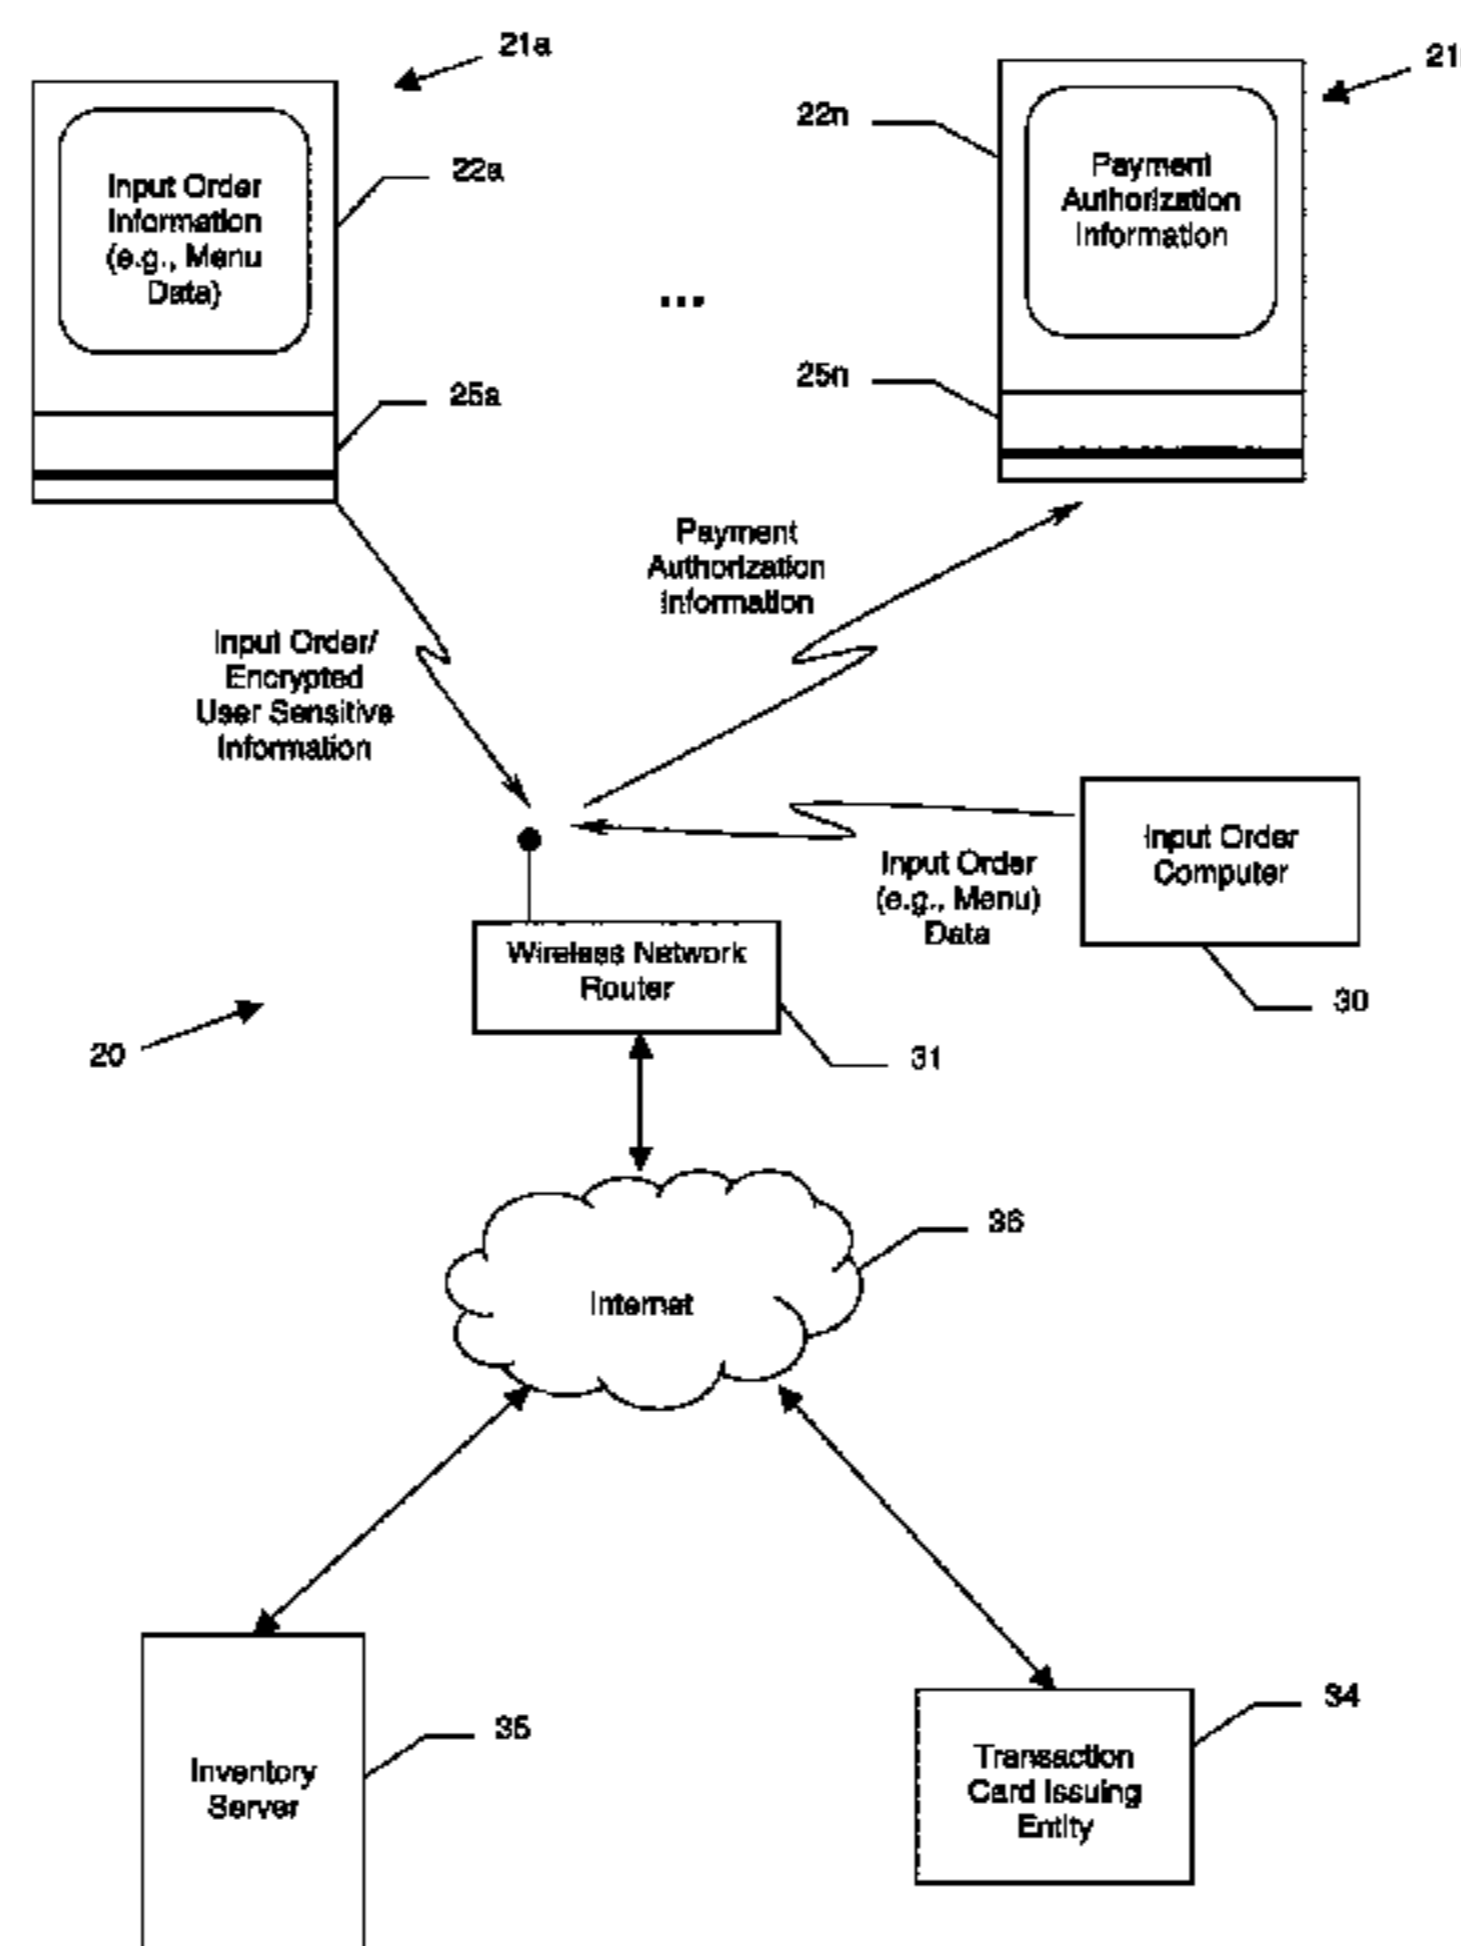 21a
21
22n
Payment
Authorization
Information
Input Order
Information
(e.g., Menu
Data)
22a
...
25n
25a
Payment
Authorization
Information
Input Order/
Encrypted
User Sensitive
Information
Input Order
Computer
Input Order
(e.g., Menu)
Data
Wireless Network
Router
30
20
31
36
Internet
35
34
Inventory
Server
Transaction
Card Issuing
Entity